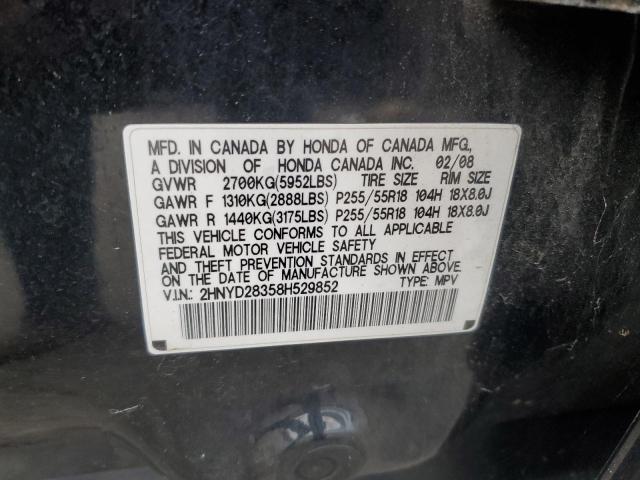 MFD. IN CANADA BY HONDA OF CANADA MFG.,
A DIVISION OF HONDA CANADA INC. 02/08
GVWR 2700KG(5952LBS) TIRE SIZE RIM SIZE
GAWR F 1310KG(2888LBS) P255/55R18 104H 18X8.0J
GAWR R 1440KG(3175LBS) P255/55R18 104H 18X8.0J
THIS VEHICLE CONFORMS TO ALL APPLICABLE
FEDERAL MOTOR VEHICLE SAFETY
AND THEFT PREVENTION STANDARDS IN EFFECT
ON THE DATE OF MANUFACTURE SHOWN ABOVE.
V.I.N.: 2HNYD28358H529852 TYPE: MPV